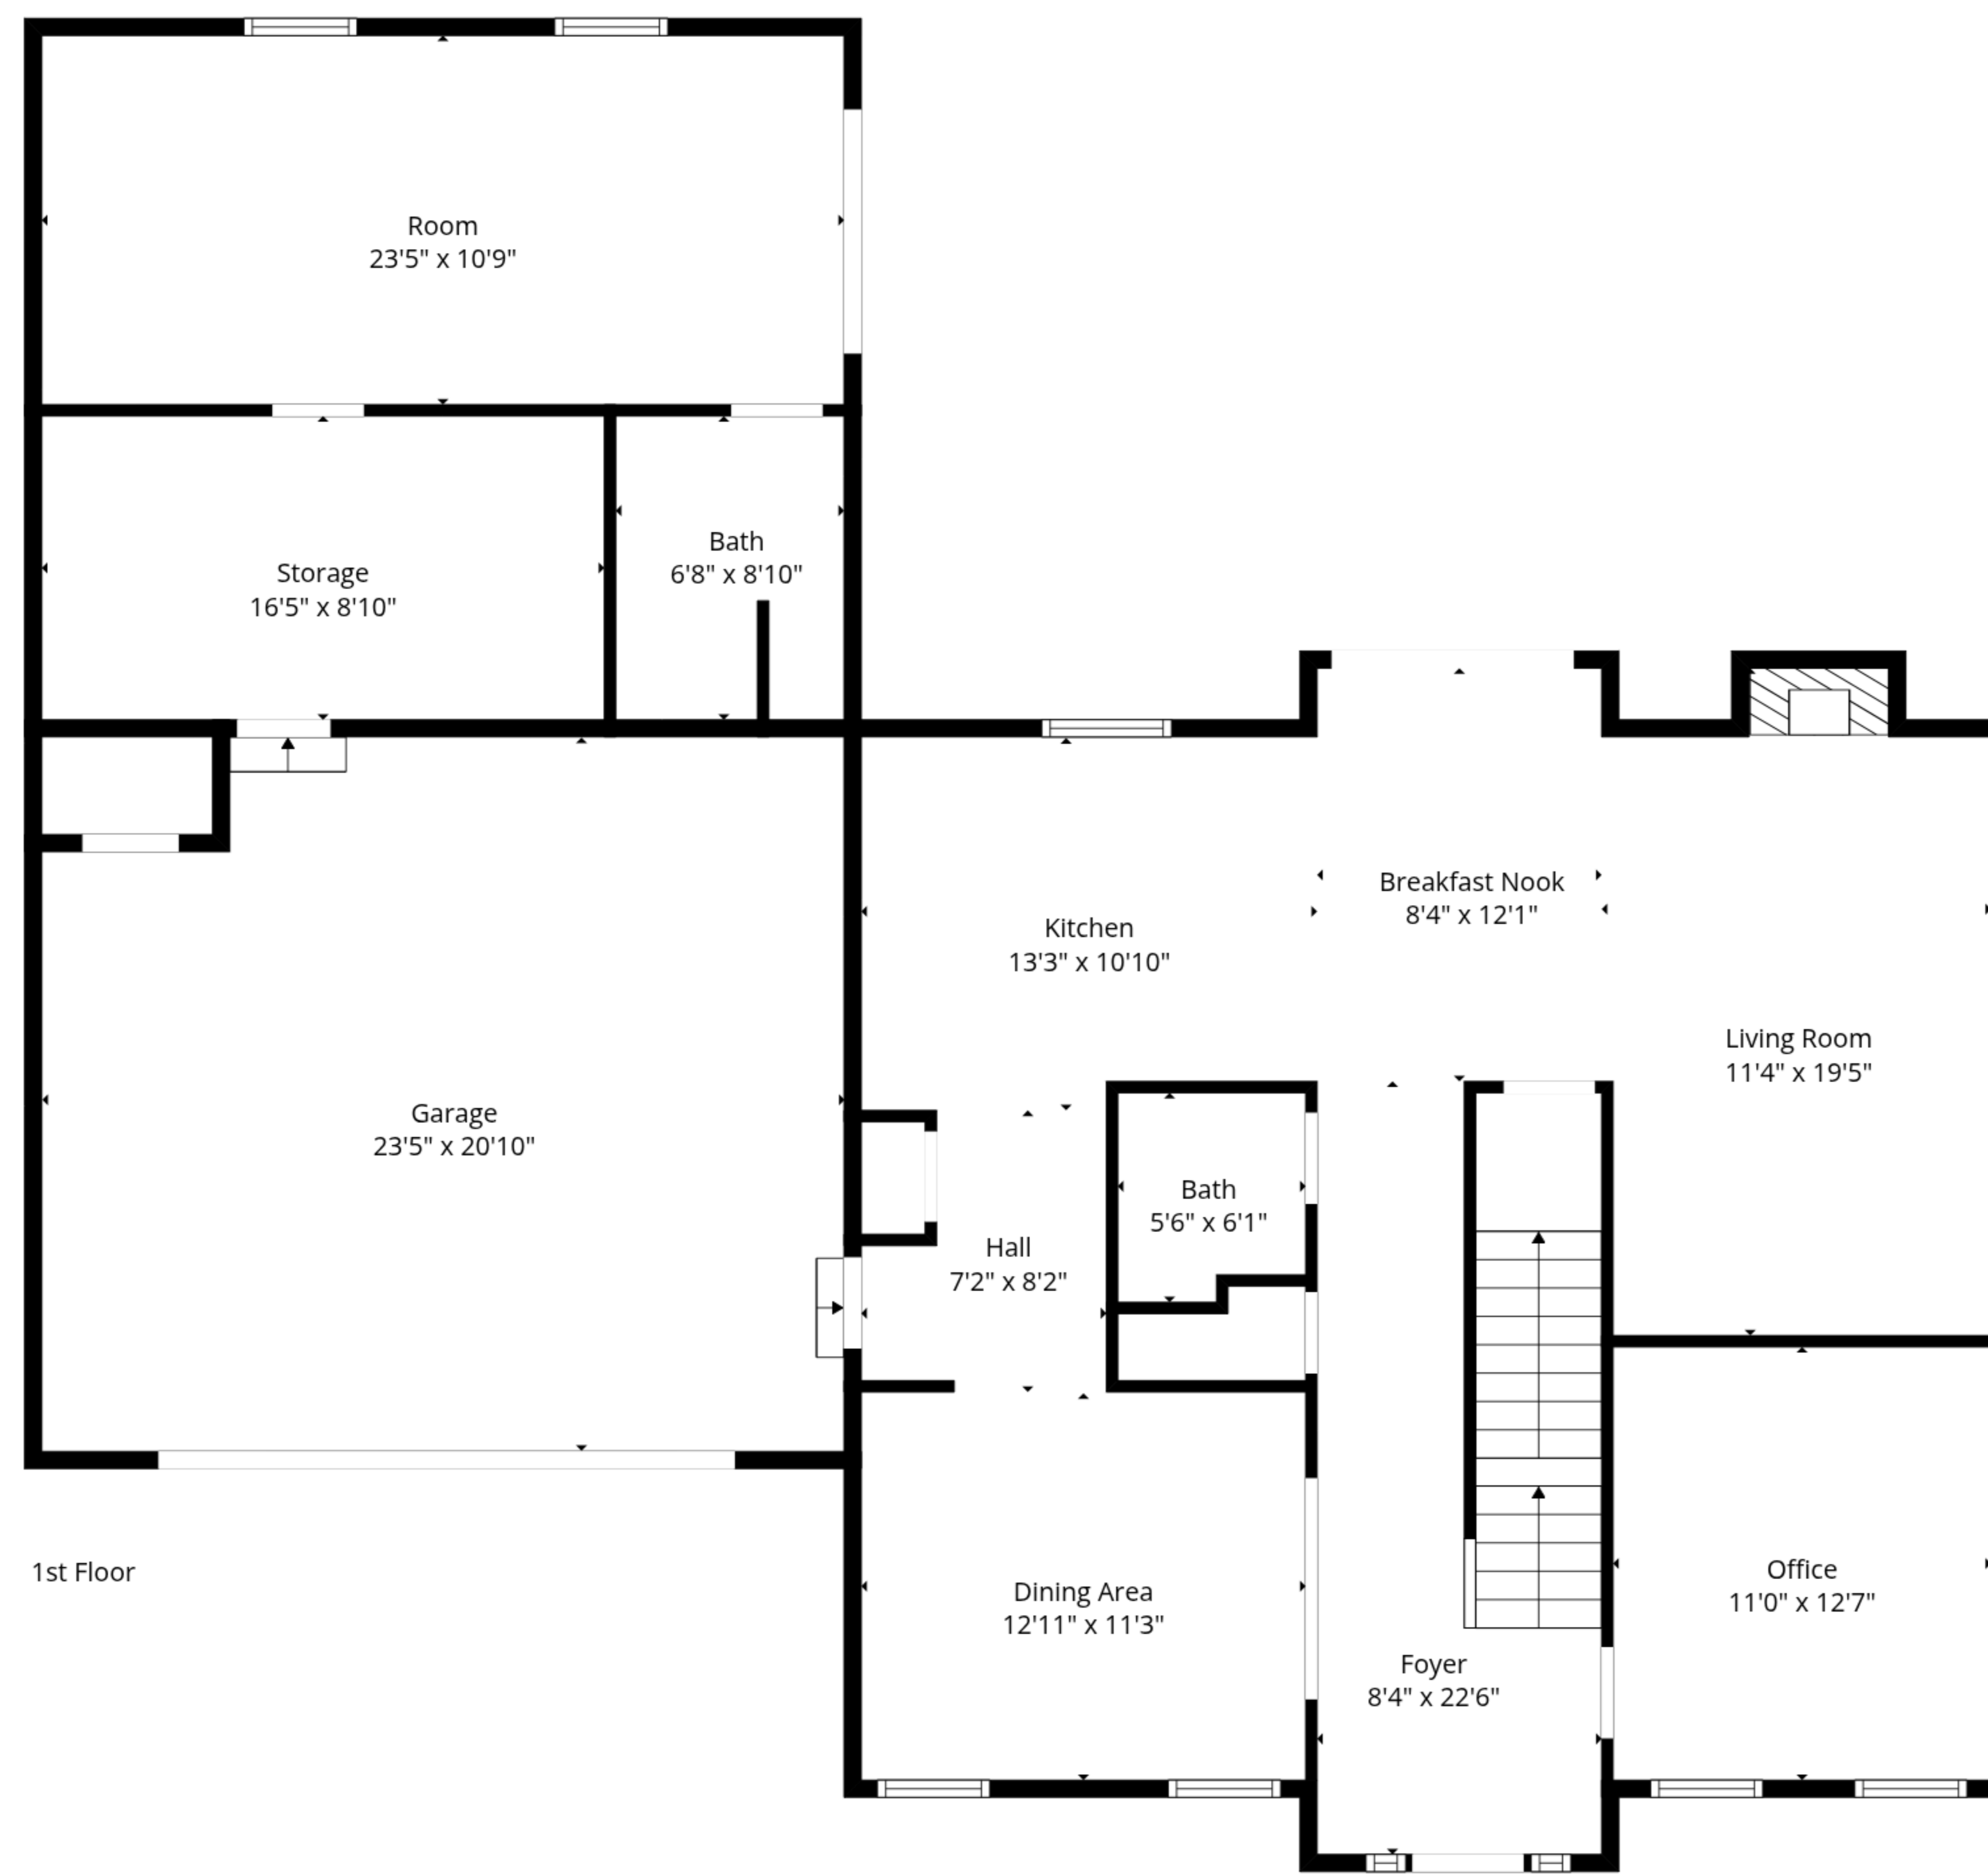 Room
23'5" x 10'9"
Storage
16'5" x 8'10"
Bath
6'8" x 8'10"
Breakfast Nook
8'4" x 12'1"
Kitchen
13'3" x 10'10"
Living Room
11'4" x 19'5"
Garage
23'5" x 20'10"
Bath
5'6" x 6'1"
Hall
7'2" x 8'2"
1st Floor
Dining Area
12'11" x 11'3"
Office
11'0" x 12'7"
Foyer
8'4" x 22'6"